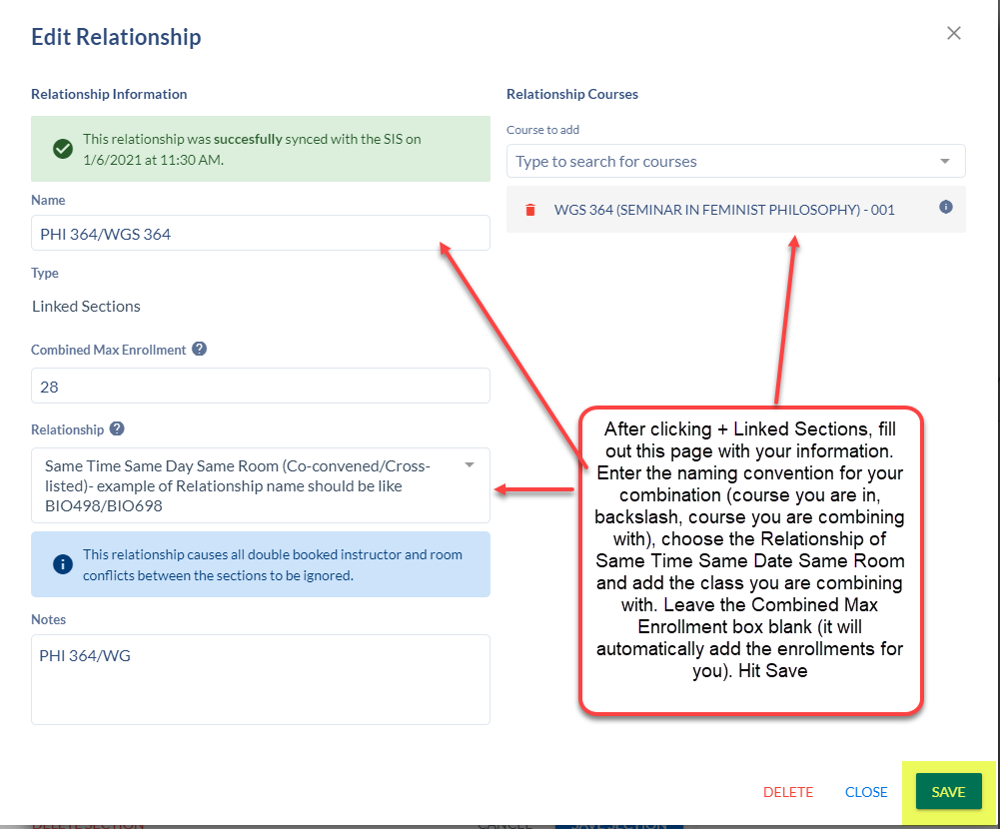 Edit Relationship
Relationship Information
This relationship was succesfully synced with the SIS on
1/6/2021 at 11:30 AM.
Name
PHI 364/WGS 364
Type
Linked Sections
Combined Max Enrollment
28
Relationship
Same Time Same Day Same Room (Co-convened/Cross-
listed)- example of Relationship name should be like
BIO498/BIO698
This relationship causes all double booked instructor and room
conflicts between the sections to be ignored.
Notes
PHI 364/WG
Relationship Courses
Course to add
Type to search for courses
WGS 364 (SEMINAR IN FEMINIST PHILOSOPHY) - 001
After clicking + Linked Sections, fill
out this page with your information.
Enter the naming convention for your
combination (course you are in,
backslash, course you are combining
with), choose the Relationship of
Same Time Same Date Same Room
and add the class you are combining
with. Leave the Combined Max
Enrollment box blank (it will
automatically add the enrollments for
you). Hit Save
DELETE CLOSE SAVE
DELETE SECTION CANCEL SAVE SECTION